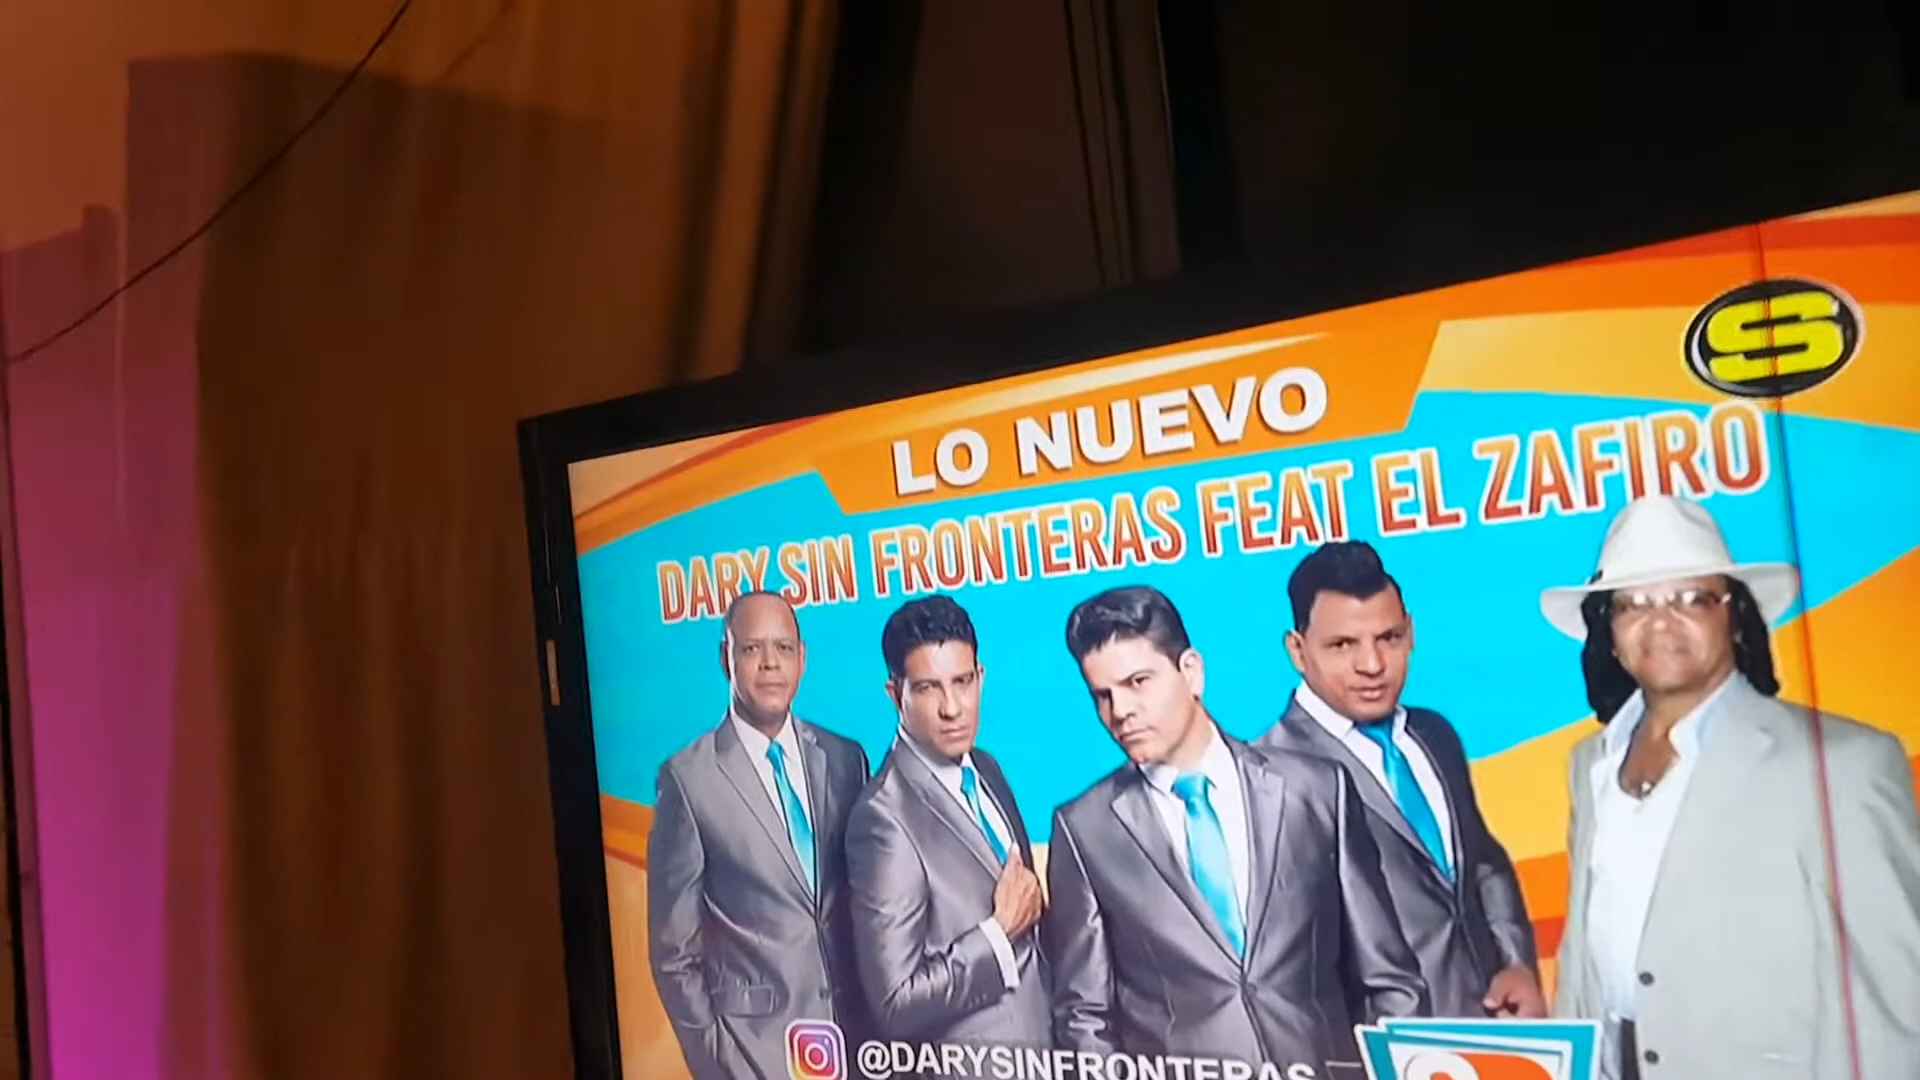 S
LO NUEVO
DARY SIN FRONTERAS FEAT EL ZAFIRO
@DARYSINFRONTERAS